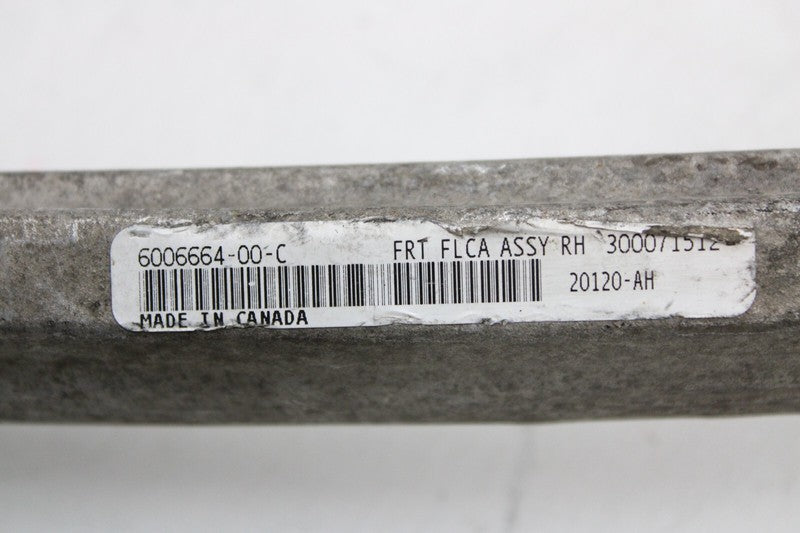 6006664-00-C FRT FLCA ASSY RH 300071512
20120-AH
MADE IN CANADA